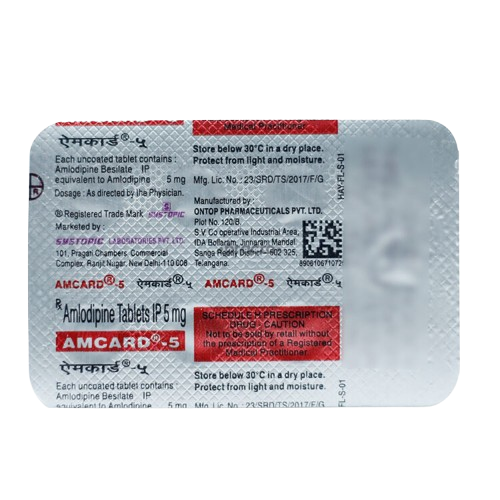 Medical Practitioner
ऐमकार्ड®-५
Each uncoated tablet contains :
Amlodipine Besilate IP
equivalent to Amlodipine 5 mg
Dosage : As directed by the Physician.
® Registered Trade Mark SYSTOPIC
Marketed by :
SYSTOPIC LABORATORIES PVT. LTD.
101, Pragati Chambers, Commercial
Complex, Ranjit Nagar, New Delhi-110 008
Store below 30°C in a dry place.
Protect from light and moisture.
Mfg. Lic. No. : 23/SRD/TS/2017/F/G
Manufactured by :
ONTOP PHARMACEUTICALS PVT. LTD.
Plot No. 120/B,
S.V. Co operative Industrial Area,
IDA Bollaram, Jinnaram Mandal
Sanga Reddy District - 502 325,
Telangana.
HAY-FL-S-01
8906106710
AMCARD®-5 ऐमकार्ड®-५ AMCARD®-5 ऐमकार्ड®-५
Rx Amlodipine Tablets IP 5 mg
AMCARD®-5
ऐमकार्ड®-५
SCHEDULE H PRESCRIPTION
DRUG - CAUTION
Not to be sold by retail without
the prescription of a Registered
Medical Practitioner
Each uncoated tablet contains
Amlodipine Besilate IP
equivalent to Amlodipine 5 mg
Store below 30°C in a dry place.
Protect from light and moisture.
Mfg. Lic. No. : 23/SRD/TS/2017/F/G
FL-S-01